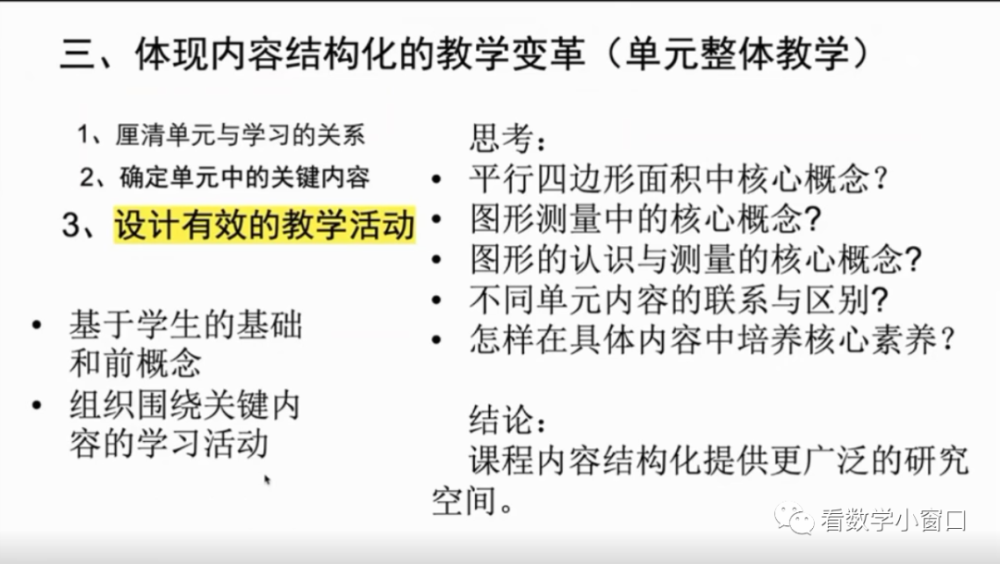 三、体现内容结构化的教学变革（单元整体教学）
1、厘清单元与学习的关系
2、确定单元中的关键内容
3、设计有效的教学活动
• 基于学生的基础
和前概念
• 组织围绕关键内
容的学习活动
思考：
• 平行四边形面积中核心概念？
• 图形测量中的核心概念?
• 图形的认识与测量的核心概念?
• 不同单元内容的联系与区别?
• 怎样在具体内容中培养核心素养？
结论：
课程内容结构化提供更广泛的研究
空间。
看数学小窗口